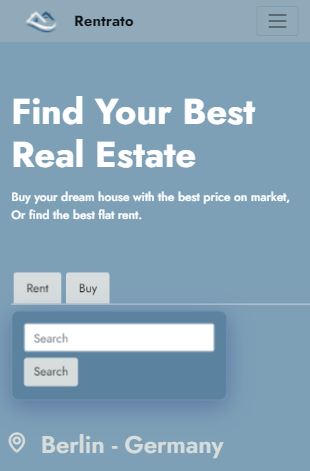 Rentrato
Find Your Best
Real Estate
Buy your dream house with the best price on market,
Or find the best flat rent.
Rent Buy
Search
Search
Berlin - Germany